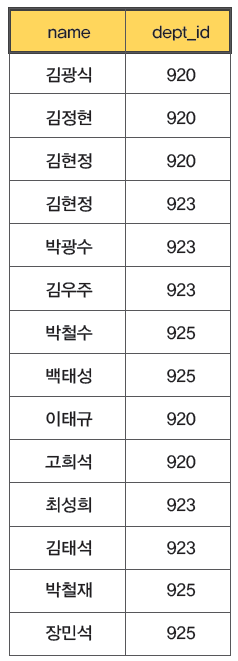 name dept_id
김광식 920
김정현 920
김현정 920
김현정 923
박광수 923
김우주 923
박철수 925
백태성 925
이태규 920
고희석 920
최성희 923
김태석 923
박철재 925
장민석 925